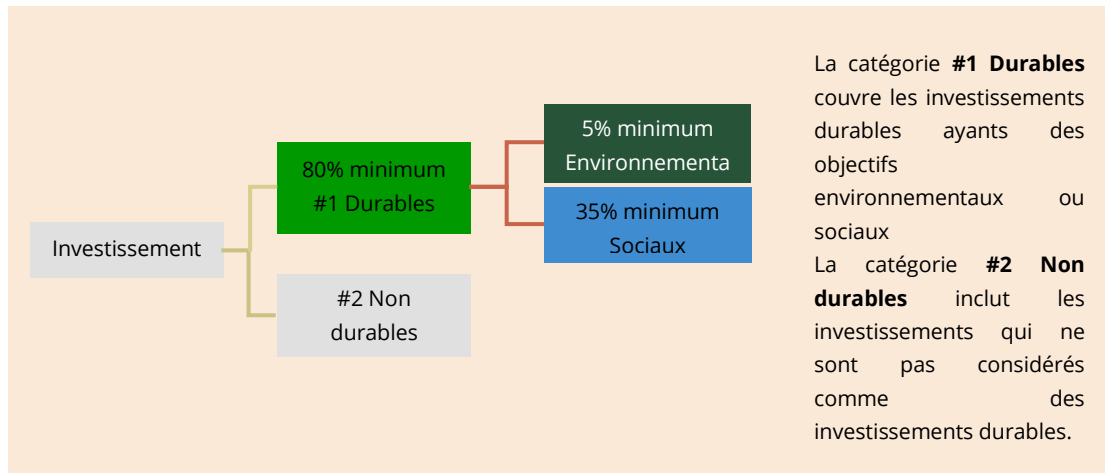 Investissement
80% minimum
#1 Durables
#2 Non
durables
5% minimum
Environnementa
35% minimum
Sociaux
La catégorie #1 Durables
couvre les investissements
durables ayants des
objectifs
environnementaux ou
sociaux
La catégorie #2 Non
durables inclut les
investissements qui ne
sont pas considérés
comme des
investissements durables.